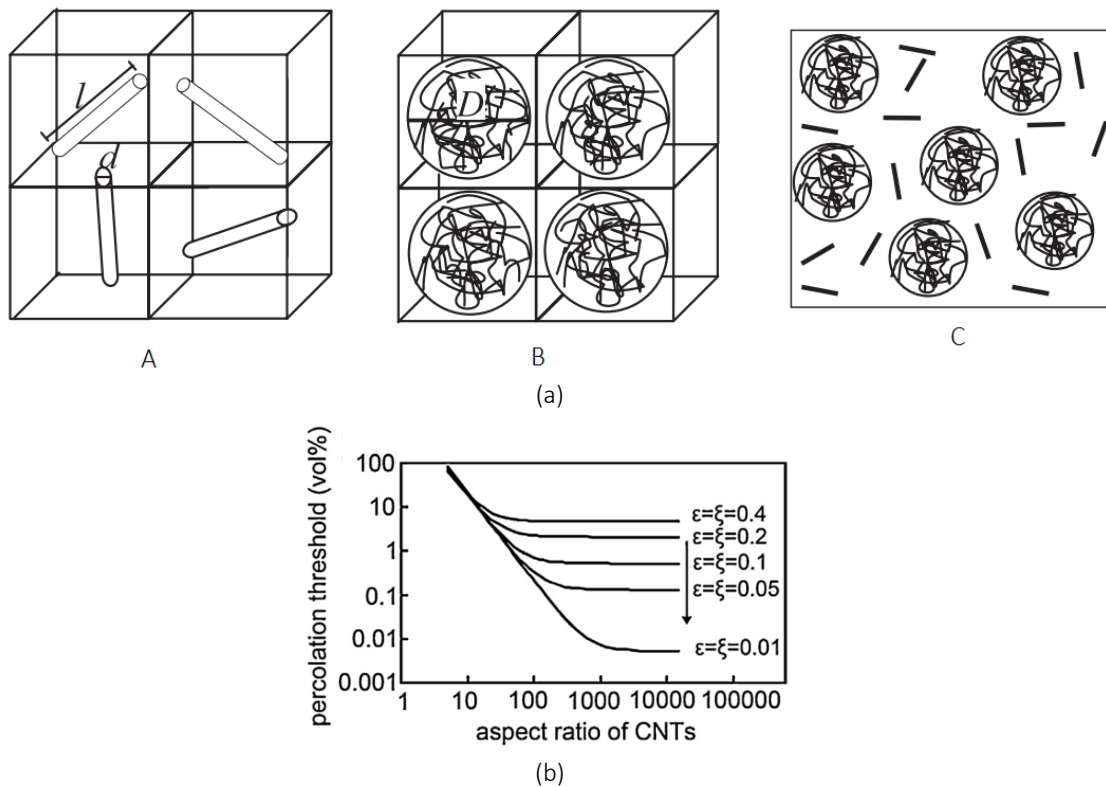 l
d
D
A
B
C
(a)
percolation threshold (vol%)
100
10
1
0.1
0.01
0.001
ε=ξ=0.4
ε=ξ=0.2
ε=ξ=0.1
ε=ξ=0.05
ε=ξ=0.01
1 10 100 1000 10000 100000
aspect ratio of CNTs
(b)